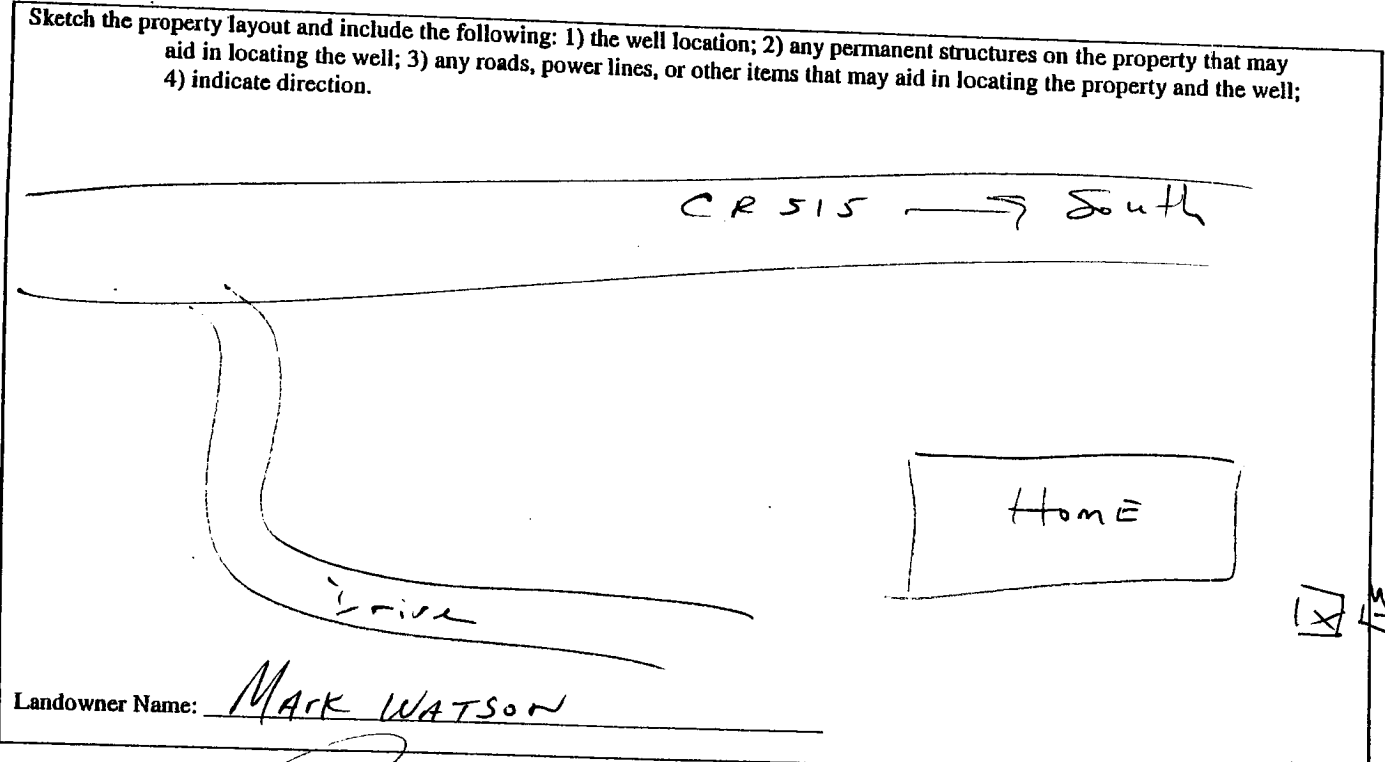 Sketch the property layout and include the following: 1) the well location; 2) any permanent structures on the property that may
aid in locating the well; 3) any roads, power lines, or other items that may aid in locating the property and the well;
4) indicate direction.
CR 515 → South
HomE
Drive
X
Landowner Name: MArk WATSON